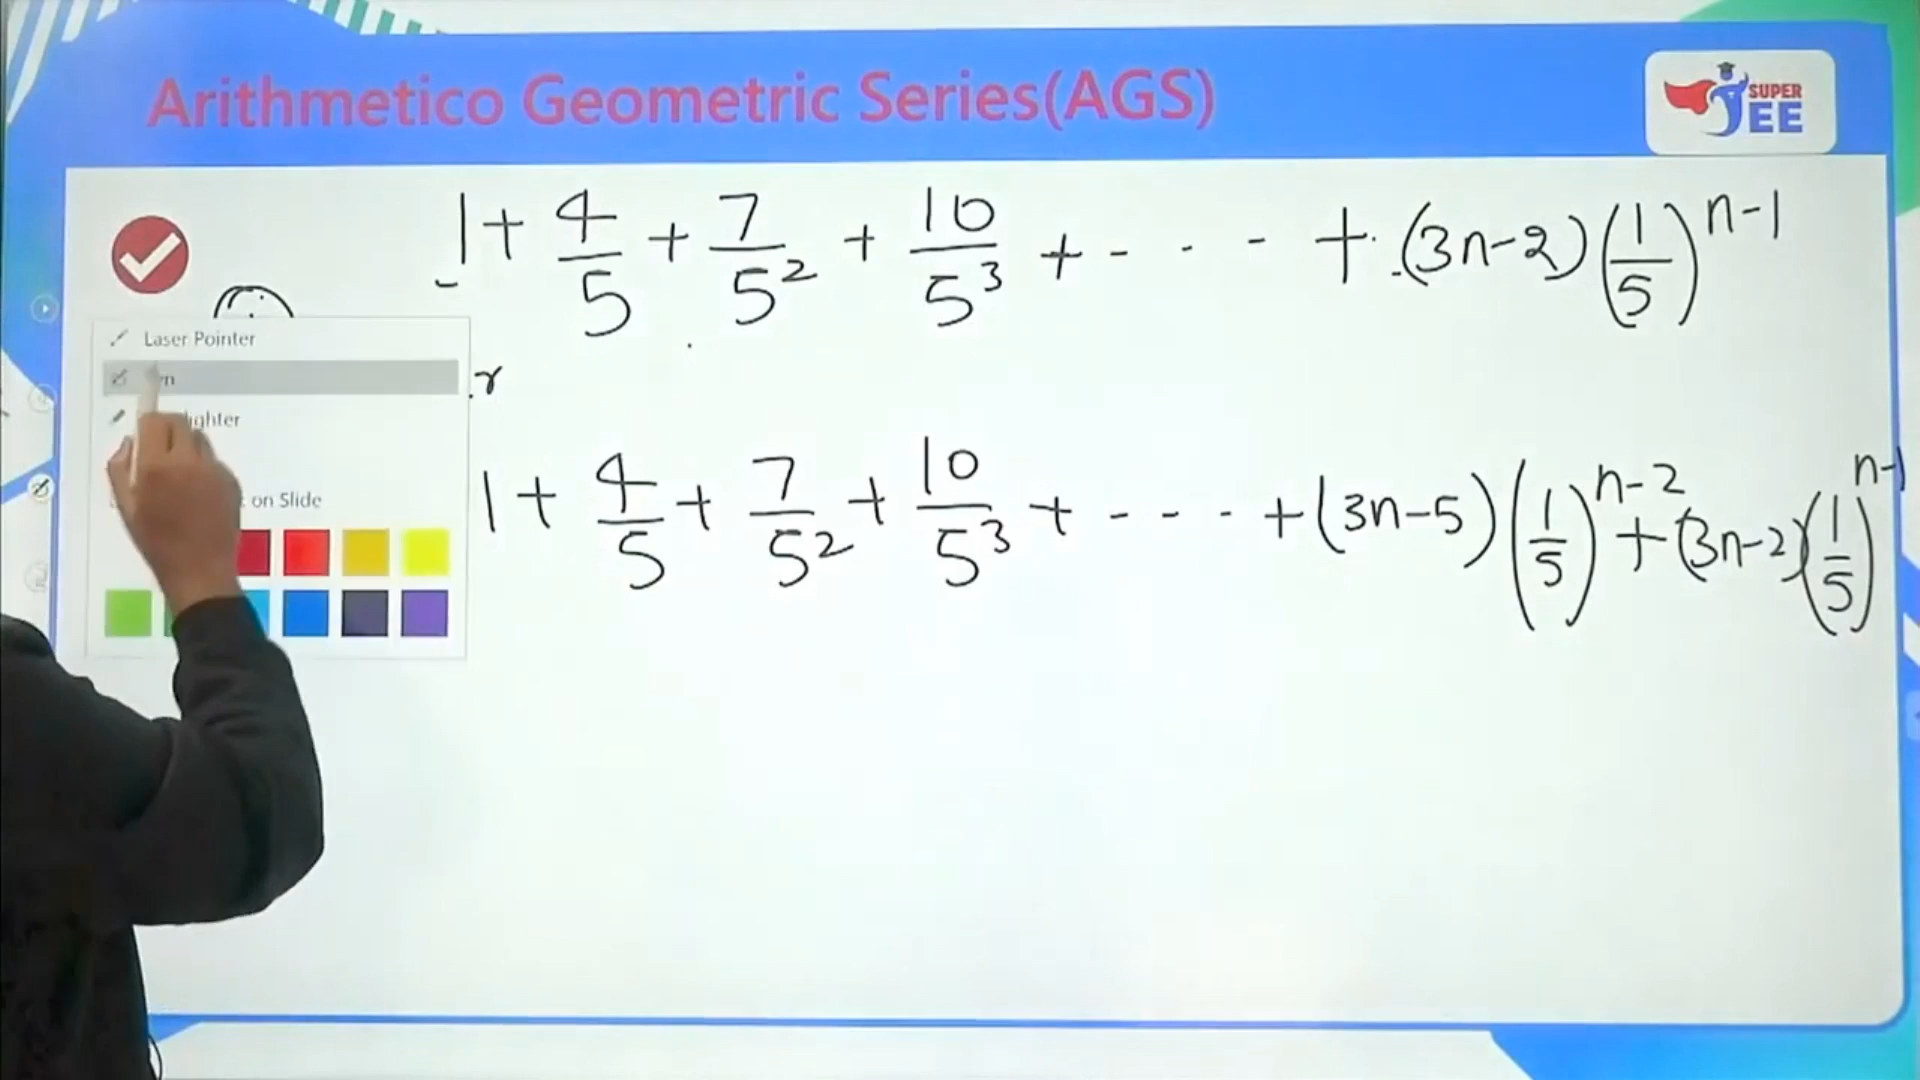 Arithmetico Geometric Series(AGS)
SUPER
JEE
1 + 4/5 + 7/5² + 10/5³ + - - - + (3n-2)(1/5)ⁿ⁻¹
Laser Pointer
r
1 + 4/5 + 7/5² + 10/5³ + - - - + (3n-5)(1/5)ⁿ⁻² + (3n-2)(1/5)ⁿ⁻¹
on Slide